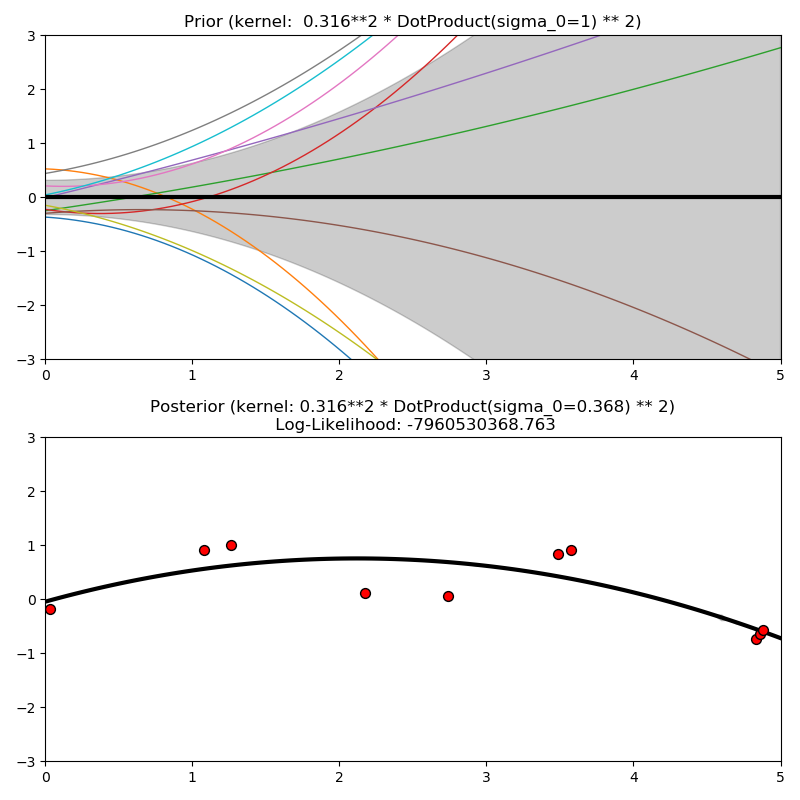 Prior (kernel:  0.316**2 * DotProduct(sigma_0=1) ** 2)
3
2
1
0
−1
−2
−3
0 1 2 3 4 5
Posterior (kernel: 0.316**2 * DotProduct(sigma_0=0.368) ** 2)
Log-Likelihood: -7960530368.763
3
2
1
0
−1
−2
−3
0 1 2 3 4 5